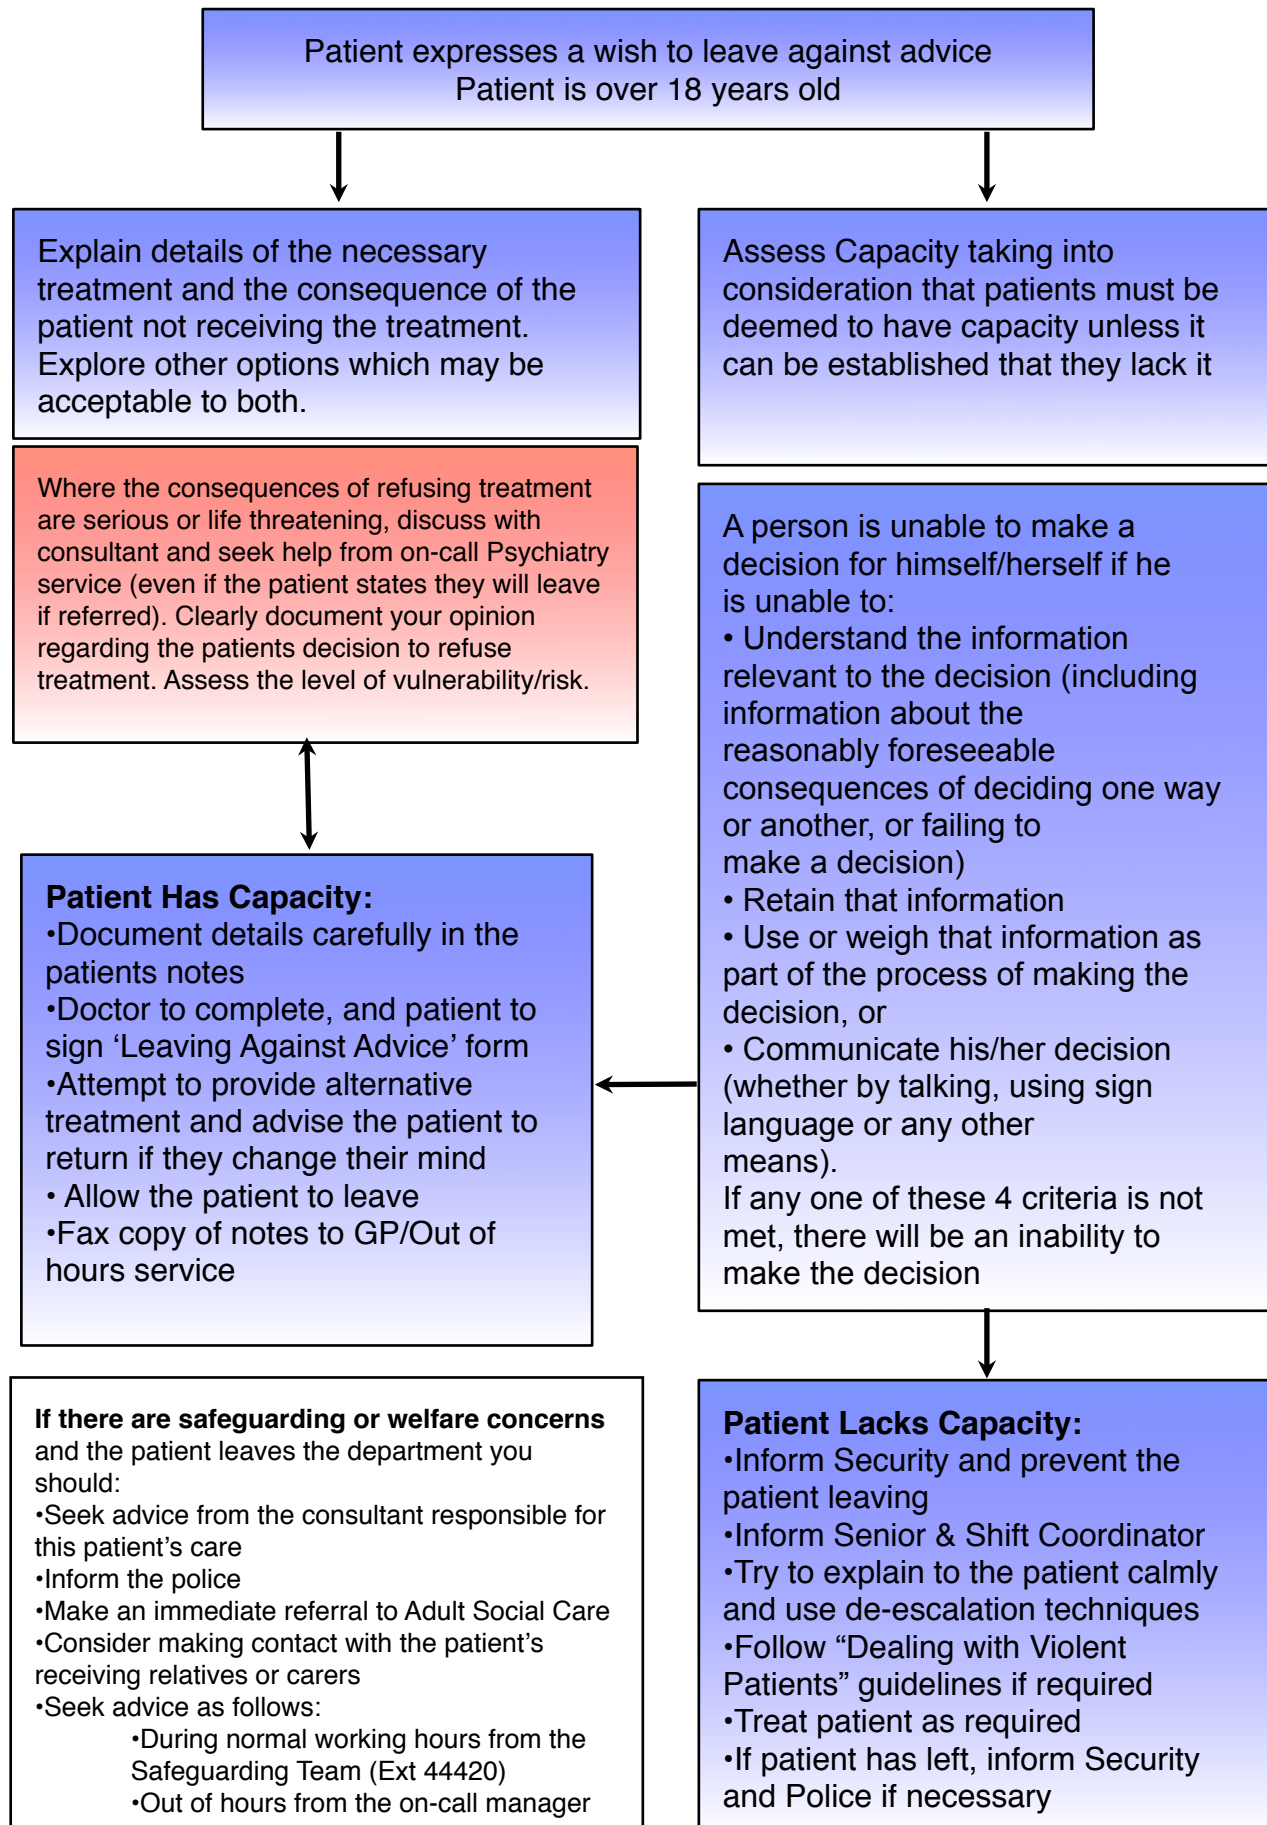 Patient expresses a wish to leave against advice
Patient is over 18 years old
Explain details of the necessary
treatment and the consequence of the
patient not receiving the treatment.
Explore other options which may be
acceptable to both.
Where the consequences of refusing treatment
are serious or life threatening, discuss with
consultant and seek help from on-call Psychiatry
service (even if the patient states they will leave
if referred). Clearly document your opinion
regarding the patients decision to refuse
treatment. Assess the level of vulnerability/risk.
Assess Capacity taking into
consideration that patients must be
deemed to have capacity unless it
can be established that they lack it
A person is unable to make a
decision for himself/herself if he
is unable to:
• Understand the information
relevant to the decision (including
information about the
reasonably foreseeable
consequences of deciding one way
or another, or failing to
make a decision)
• Retain that information
• Use or weigh that information as
part of the process of making the
decision, or
• Communicate his/her decision
(whether by talking, using sign
language or any other
means).
If any one of these 4 criteria is not
met, there will be an inability to
make the decision
Patient Has Capacity:
•Document details carefully in the
patients notes
•Doctor to complete, and patient to
sign ‘Leaving Against Advice’ form
•Attempt to provide alternative
treatment and advise the patient to
return if they change their mind
• Allow the patient to leave
•Fax copy of notes to GP/Out of
hours service
If there are safeguarding or welfare concerns
and the patient leaves the department you
should:
•Seek advice from the consultant responsible for
this patient’s care
•Inform the police
•Make an immediate referral to Adult Social Care
•Consider making contact with the patient’s
receiving relatives or carers
•Seek advice as follows:
•During normal working hours from the
Safeguarding Team (Ext 44420)
•Out of hours from the on-call manager
Patient Lacks Capacity:
•Inform Security and prevent the
patient leaving
•Inform Senior & Shift Coordinator
•Try to explain to the patient calmly
and use de-escalation techniques
•Follow “Dealing with Violent
Patients” guidelines if required
•Treat patient as required
•If patient has left, inform Security
and Police if necessary